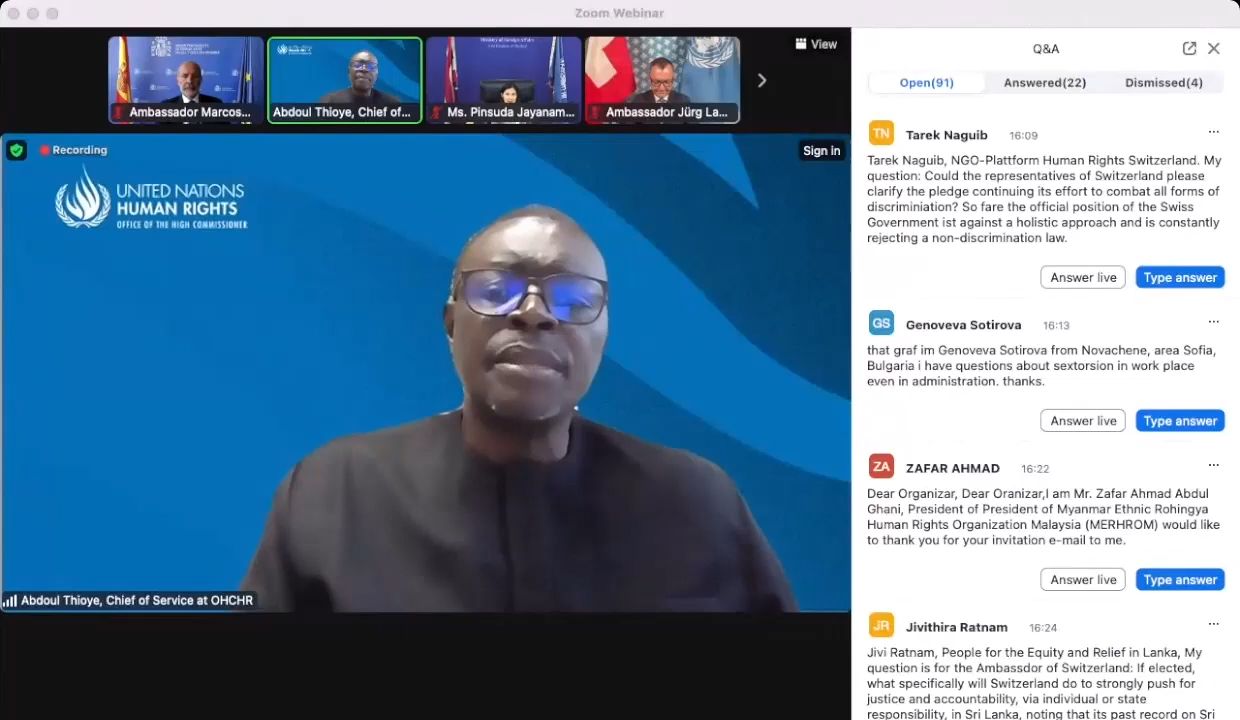 Zoom Webinar
View
Ambassador Marcos...
Abdoul Thioye, Chief of...
Ms. Pinsuda Jayanam...
Ambassador Jürg La...
Recording
Sign in
UNITED NATIONS
HUMAN RIGHTS
OFFICE OF THE HIGH COMMISSIONER
Abdoul Thioye, Chief of Service at OHCHR
Q&A
Open(91)
Answered(22)
Dismissed(4)
TN
Tarek Naguib 16:09
Tarek Naguib, NGO-Plattform Human Rights Switzerland. My
question: Could the representatives of Switzerland please
clarify the pledge continuing its effort to combat all forms of
discriminiation? So fare the official position of the Swiss
Government ist against a holistic approach and is constantly
rejecting a non-discrimination law.
Answer live
Type answer
GS
Genoveva Sotirova 16:13
that graf im Genoveva Sotirova from Novachene, area Sofia,
Bulgaria i have questions about sextorsion in work place
even in administration. thanks.
Answer live
Type answer
ZA
ZAFAR AHMAD 16:22
Dear Organizar, Dear Oranizar,I am Mr. Zafar Ahmad Abdul
Ghani, President of President of Myanmar Ethnic Rohingya
Human Rights Organization Malaysia (MERHROM) would like
to thank you for your invitation e-mail to me.
Answer live
Type answer
JR
Jivithira Ratnam 16:24
Jivi Ratnam, People for the Equity and Relief in Lanka, My
question is for the Ambassdor of Switzerland: If elected,
what specifically will Switzerland do to strongly push for
justice and accountability, via individual or state
responsibility, in Sri Lanka, noting that its past record on Sri